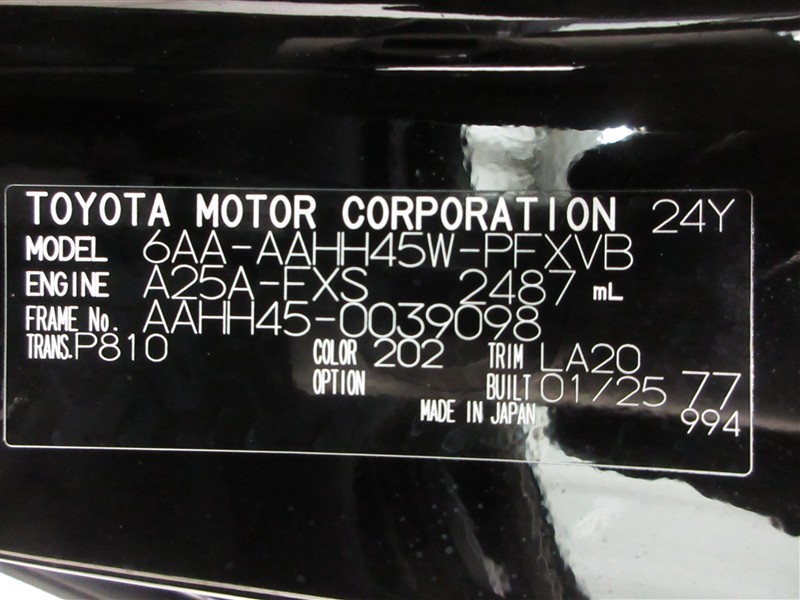 TOYOTA MOTOR CORPORATION 24Y
MODEL 6AA-AAHH45W-PFXVB
ENGINE A25A-FXS 2487 mL
FRAME No. AAHH45-0039098
TRANS. P810 COLOR 202 TRIM LA20
OPTION BUILT 01/25 77
MADE IN JAPAN 994